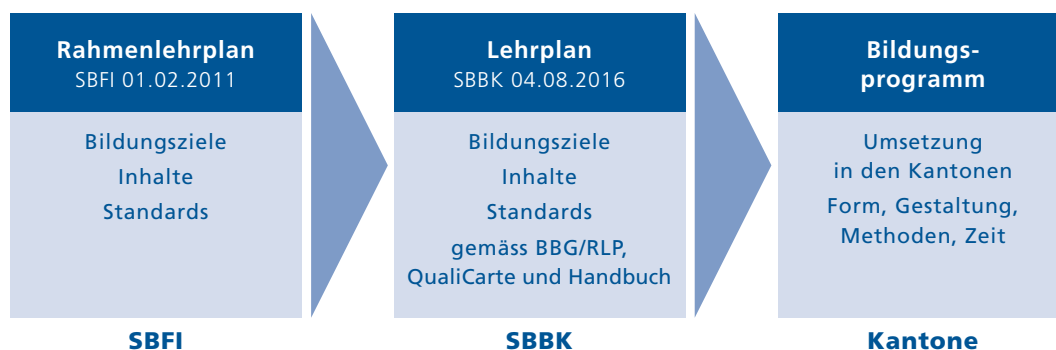 Rahmenlehrplan
SBFI 01.02.2011
Bildungsziele
Inhalte
Standards
SBFI
Lehrplan
SBBK 04.08.2016
Bildungsziele
Inhalte
Standards
gemäss BBG/RLP,
QualiCarte und Handbuch
SBBK
Bildungs-
programm
Umsetzung
in den Kantonen
Form, Gestaltung,
Methoden, Zeit
Kantone